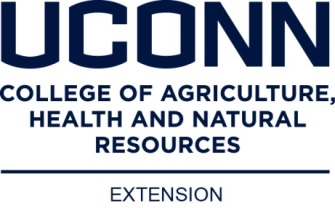 UCONN
COLLEGE OF AGRICULTURE,
HEALTH AND NATURAL
RESOURCES
EXTENSION